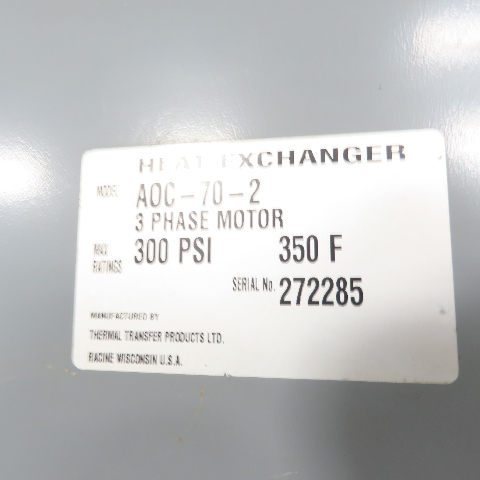 HEAT EXCHANGER
MODEL AOC-70-2
3 PHASE MOTOR
MAX RATINGS 300 PSI 350 F
SERIAL No. 272285
MANUFACTURED BY
THERMAL TRANSFER PRODUCTS LTD.
RACINE WISCONSIN U.S.A.